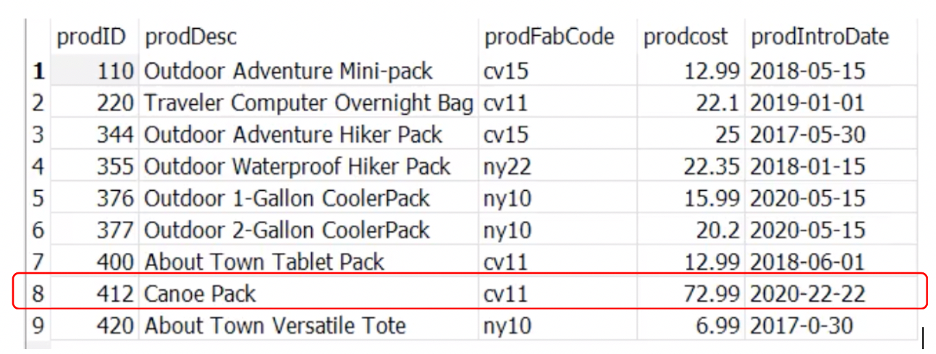 prodID prodDesc prodFabCode prodcost prodIntroDate
1 110 Outdoor Adventure Mini-pack cv15 12.99 2018-05-15
2 220 Traveler Computer Overnight Bag cv11 22.1 2019-01-01
3 344 Outdoor Adventure Hiker Pack cv15 25 2017-05-30
4 355 Outdoor Waterproof Hiker Pack ny22 22.35 2018-01-15
5 376 Outdoor 1-Gallon CoolerPack ny10 15.99 2020-05-15
6 377 Outdoor 2-Gallon CoolerPack ny10 20.2 2020-05-15
7 400 About Town Tablet Pack cv11 12.99 2018-06-01
8 412 Canoe Pack cv11 72.99 2020-22-22
9 420 About Town Versatile Tote ny10 6.99 2017-0-30